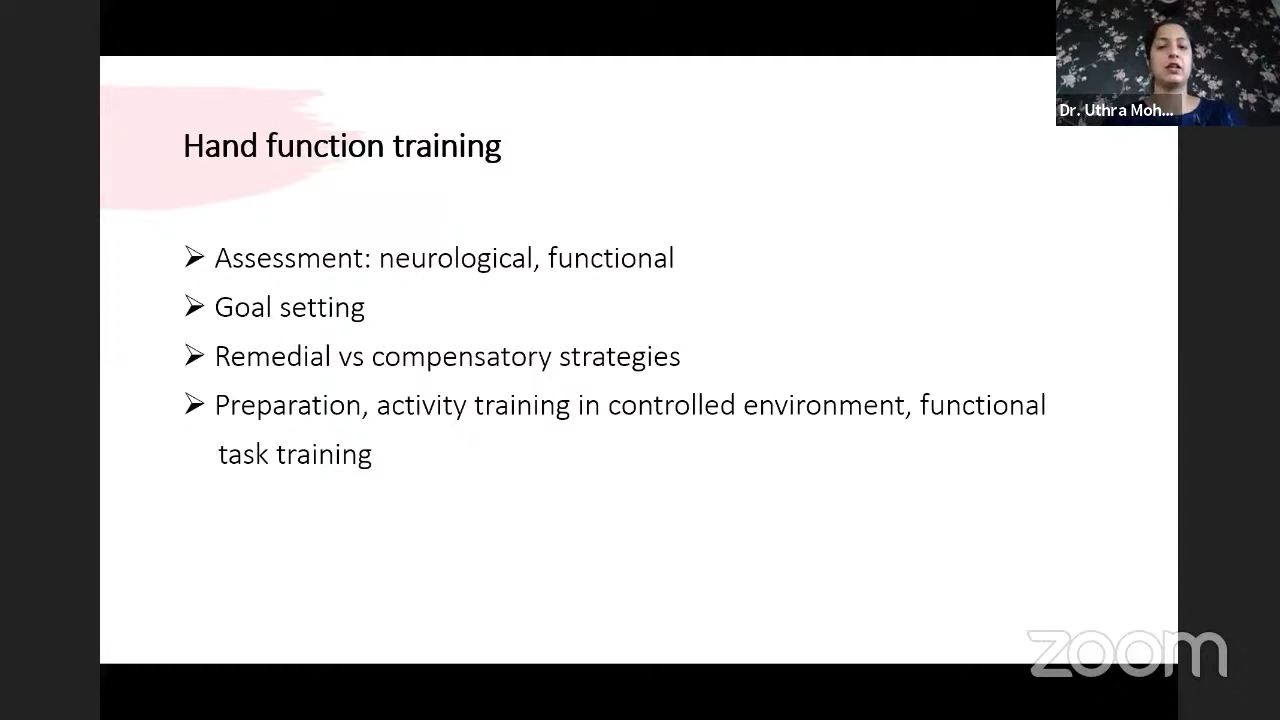 Dr. Uthra Moh...
Hand function training
➢ Assessment: neurological, functional
➢ Goal setting
➢ Remedial vs compensatory strategies
➢ Preparation, activity training in controlled environment, functional
task training
zoom